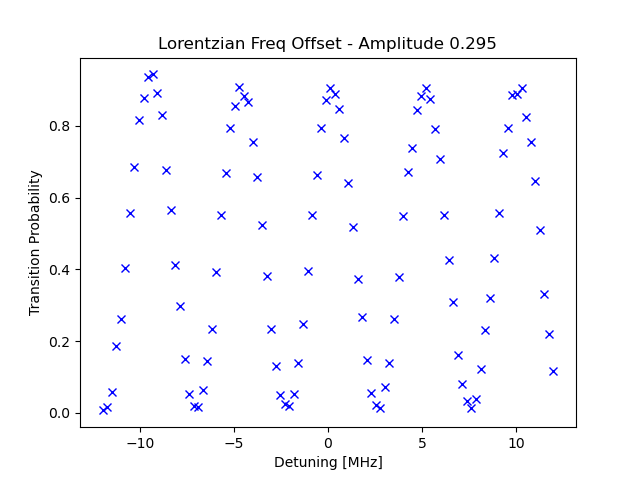 Lorentzian Freq Offset - Amplitude 0.295
Transition Probability
0.8
0.6
0.4
0.2
0.0
−10 −5 0 5 10
Detuning [MHz]